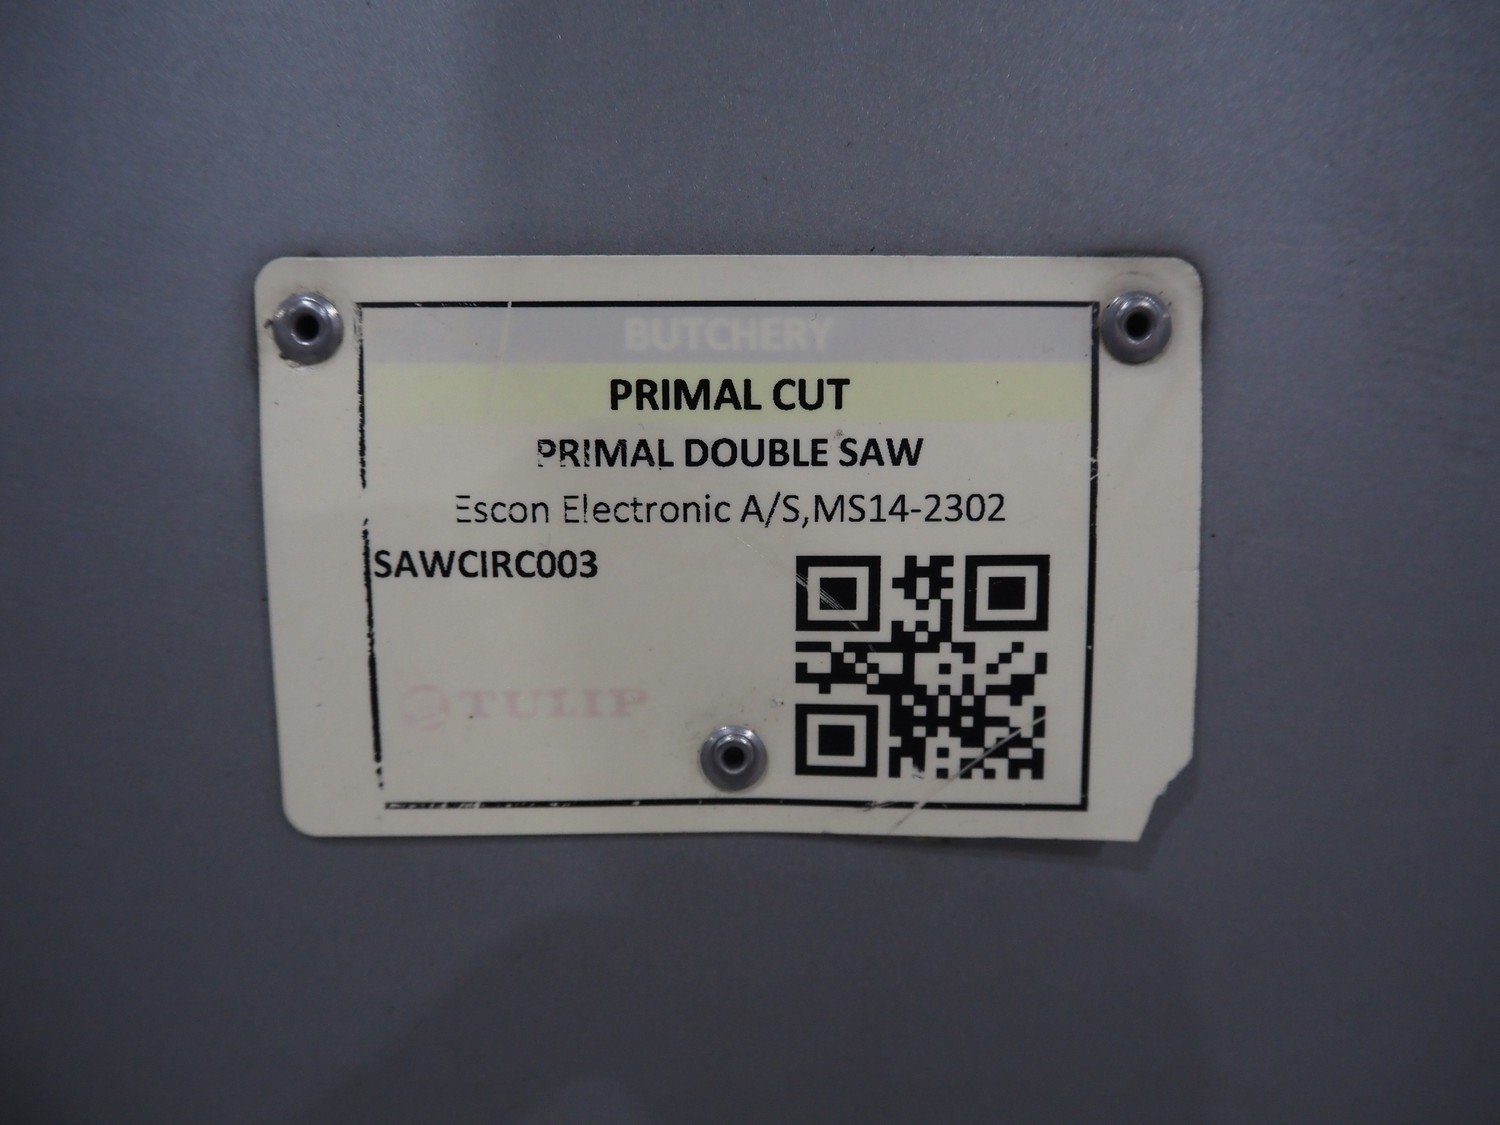 BUTCHERY
PRIMAL CUT
PRIMAL DOUBLE SAW
Escon Electronic A/S,MS14-2302
SAWCIRC003
TULIP